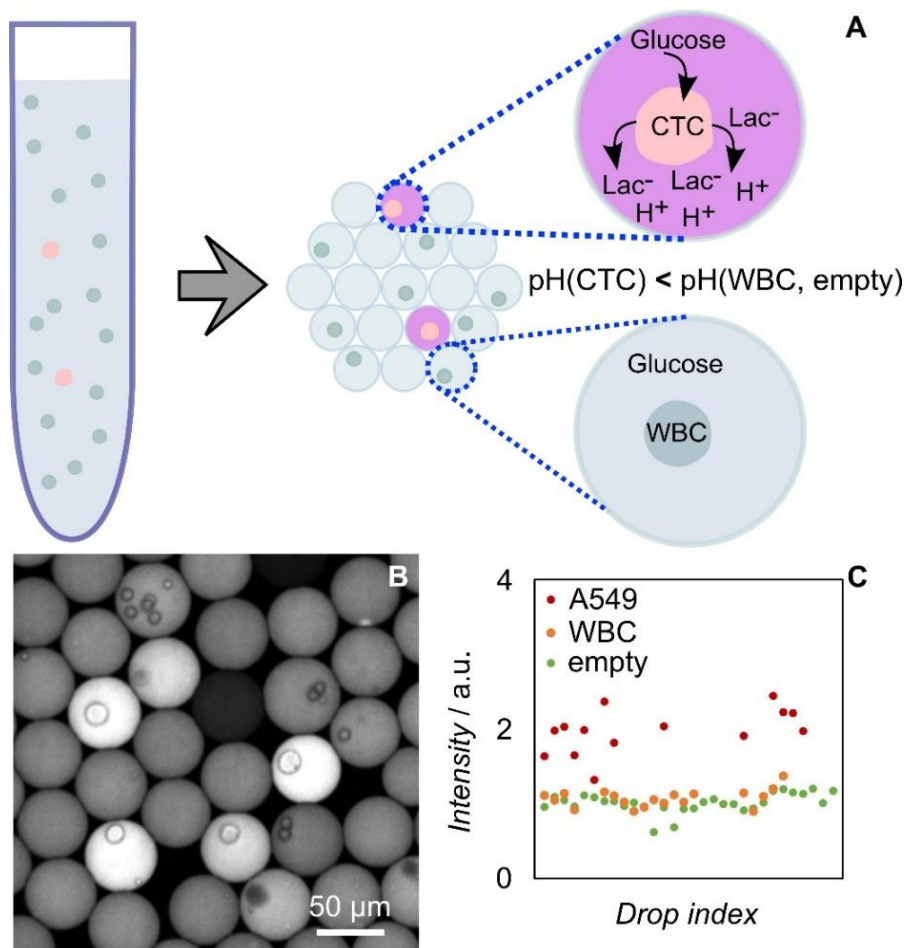 A
Glucose
CTC
Lac-
Lac-
Lac-
H+
H+
H+
pH(CTC) < pH(WBC, empty)
Glucose
WBC
B
50 µm
C
4
A549
WBC
empty
2
0
Intensity / a.u.
Drop index